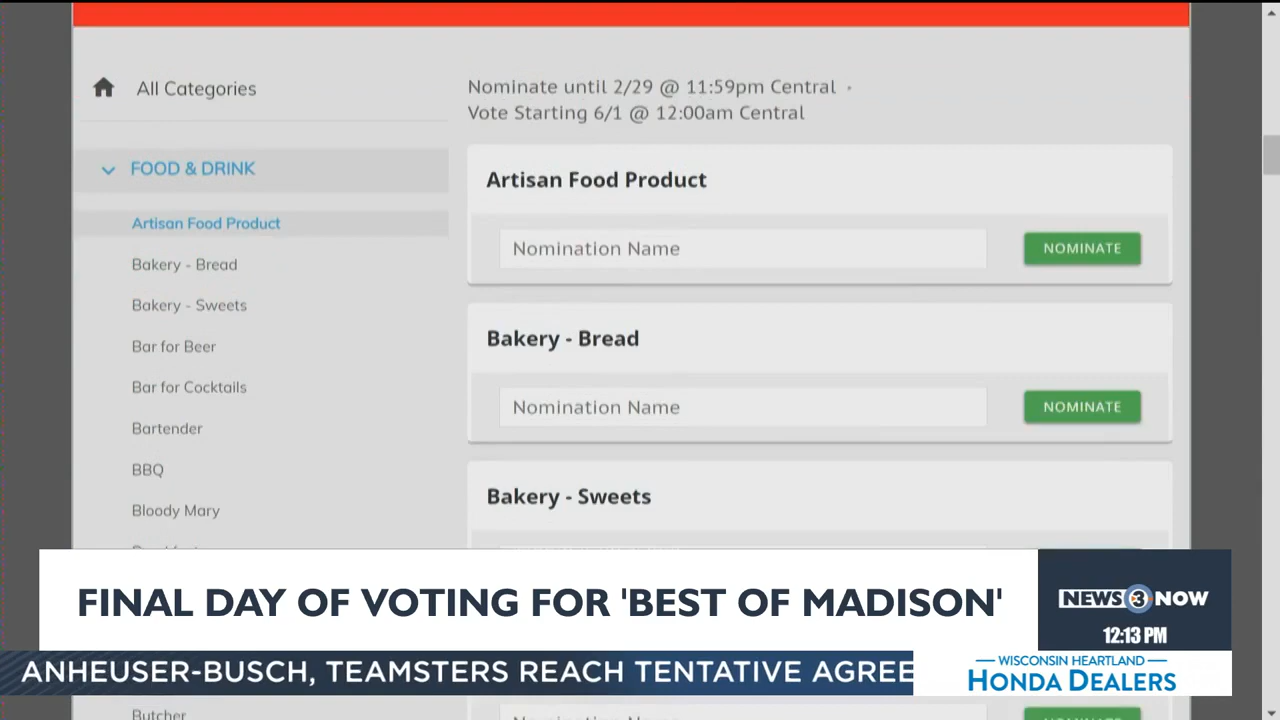 All Categories
Nominate until 2/29 @ 11:59pm Central ·
Vote Starting 6/1 @ 12:00am Central
FOOD & DRINK
Artisan Food Product
Bakery - Bread
Bakery - Sweets
Bar for Beer
Bar for Cocktails
Bartender
BBQ
Bloody Mary
Artisan Food Product
Nomination Name
NOMINATE
Bakery - Bread
Nomination Name
NOMINATE
Bakery - Sweets
FINAL DAY OF VOTING FOR 'BEST OF MADISON'
NEWS 3 NOW
12:13 PM
ANHEUSER-BUSCH, TEAMSTERS REACH TENTATIVE AGREE
WISCONSIN HEARTLAND
HONDA DEALERS
Butcher